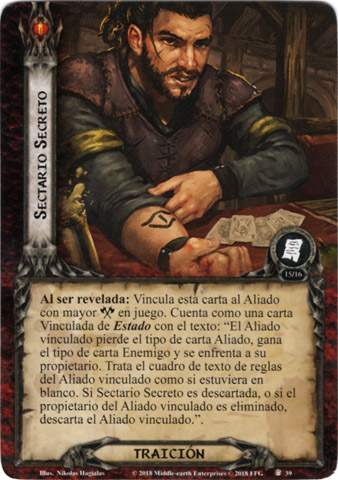 SECTARIO SECRETO
15/16
Al ser revelada: Vincula esta carta al Aliado
con mayor en juego. Cuenta como una carta
Vinculada de Estado con el texto: “El Aliado
vinculado pierde el tipo de carta Aliado, gana
el tipo de carta Enemigo y se enfrenta a su
propietario. Trata el cuadro de texto de reglas
del Aliado vinculado como si estuviera en
blanco. Si Sectario Secreto es descartada, o si el
propietario del Aliado vinculado es eliminado,
descarta el Aliado vinculado.”.
TRAICIÓN
Illus. Nikolas Hagialas © 2018 Middle-earth Enterprises © 2018 FFG 39